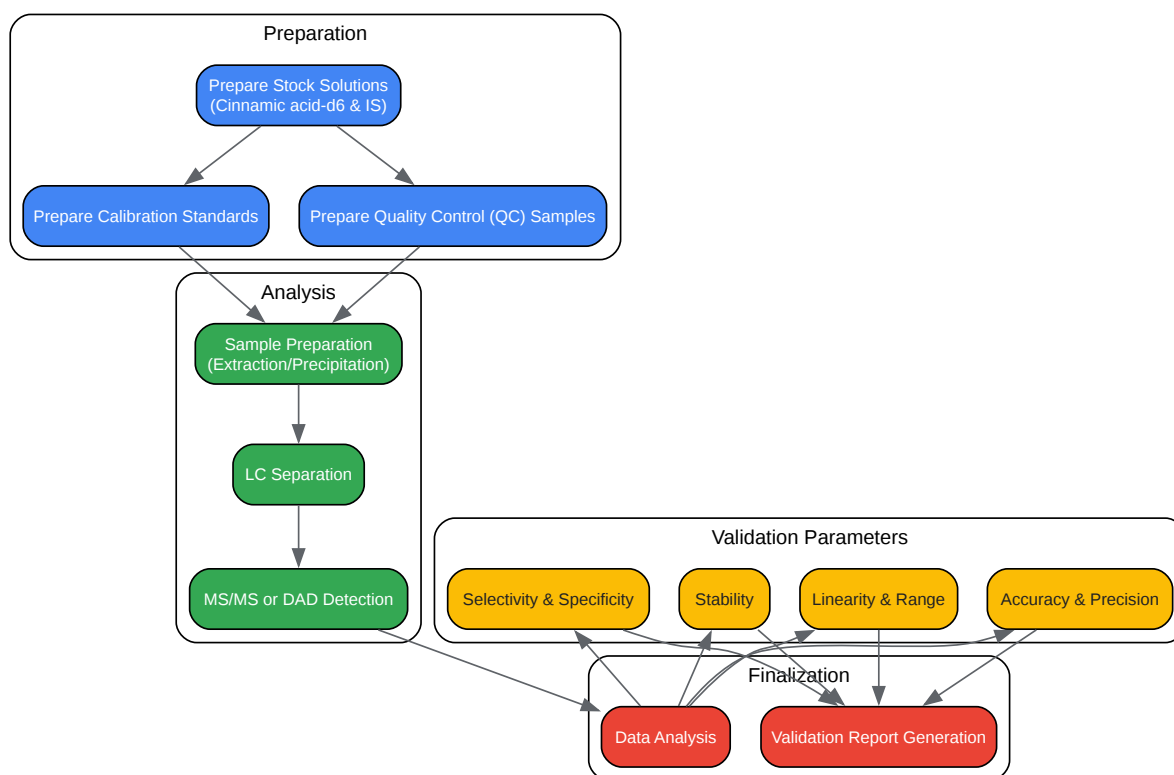 Preparation
Prepare Stock Solutions
(Cinnamic acid-d6 & IS)
Prepare Calibration Standards
Prepare Quality Control (QC) Samples
Analysis
Sample Preparation
(Extraction/Precipitation)
LC Separation
MS/MS or DAD Detection
Validation Parameters
Selectivity & Specificity
Stability
Linearity & Range
Accuracy & Precision
Finalization
Data Analysis
Validation Report Generation